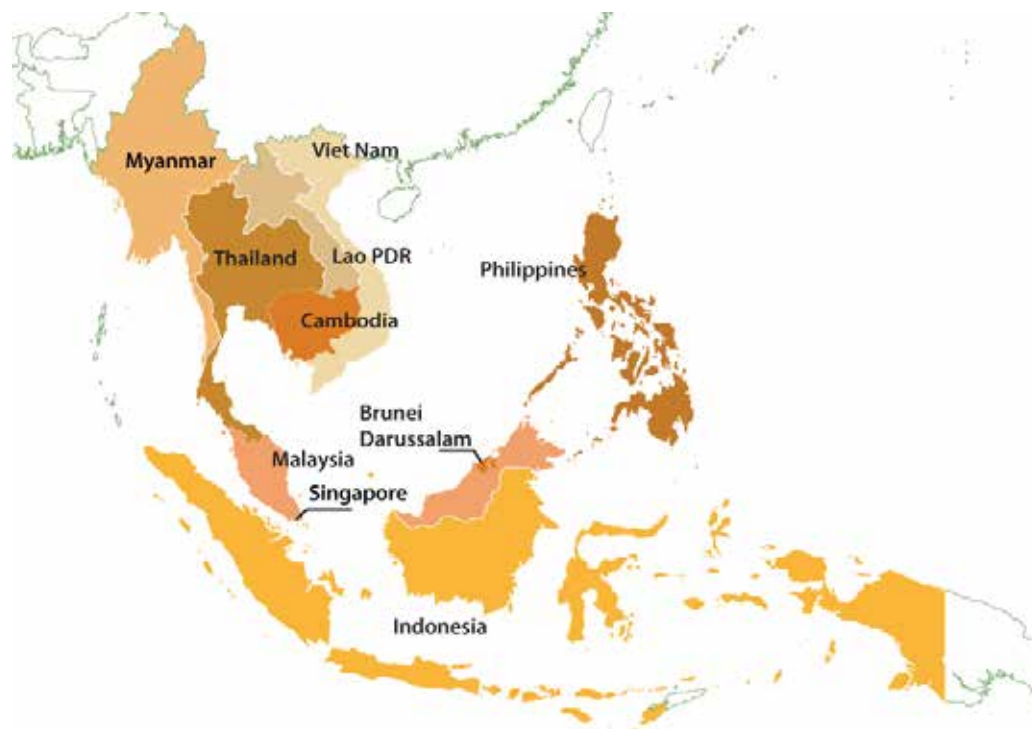 Viet Nam
Myanmar
Thailand
Lao PDR
Philippines
Cambodia
Brunei
Darussalam
Malaysia
Singapore
Indonesia